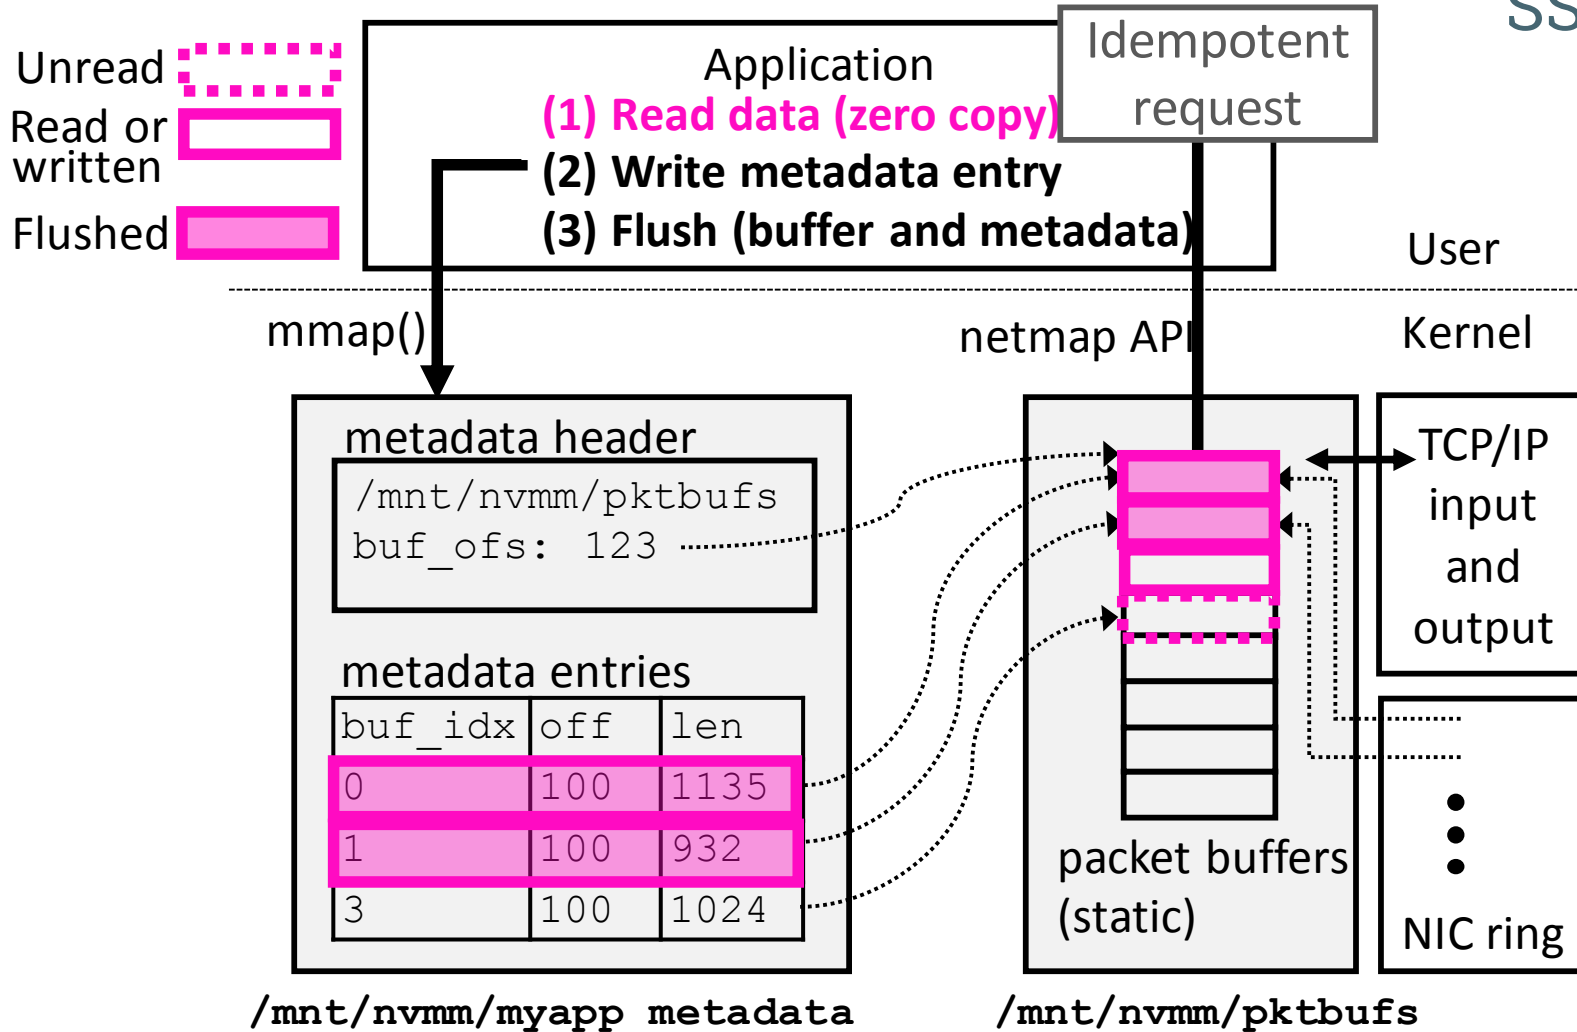 SS
Unread
Read or
written
Flushed
Application
(1) Read data (zero copy)
(2) Write metadata entry
(3) Flush (buffer and metadata)
Idempotent
request
User
Kernel
mmap()
netmap API
metadata header
/mnt/nvmm/pktbufs
buf_ofs: 123
metadata entries
buf_idx off len
0 100 1135
1 100 932
3 100 1024
/mnt/nvmm/myapp metadata
packet buffers
(static)
/mnt/nvmm/pktbufs
TCP/IP
input
and
output
NIC ring